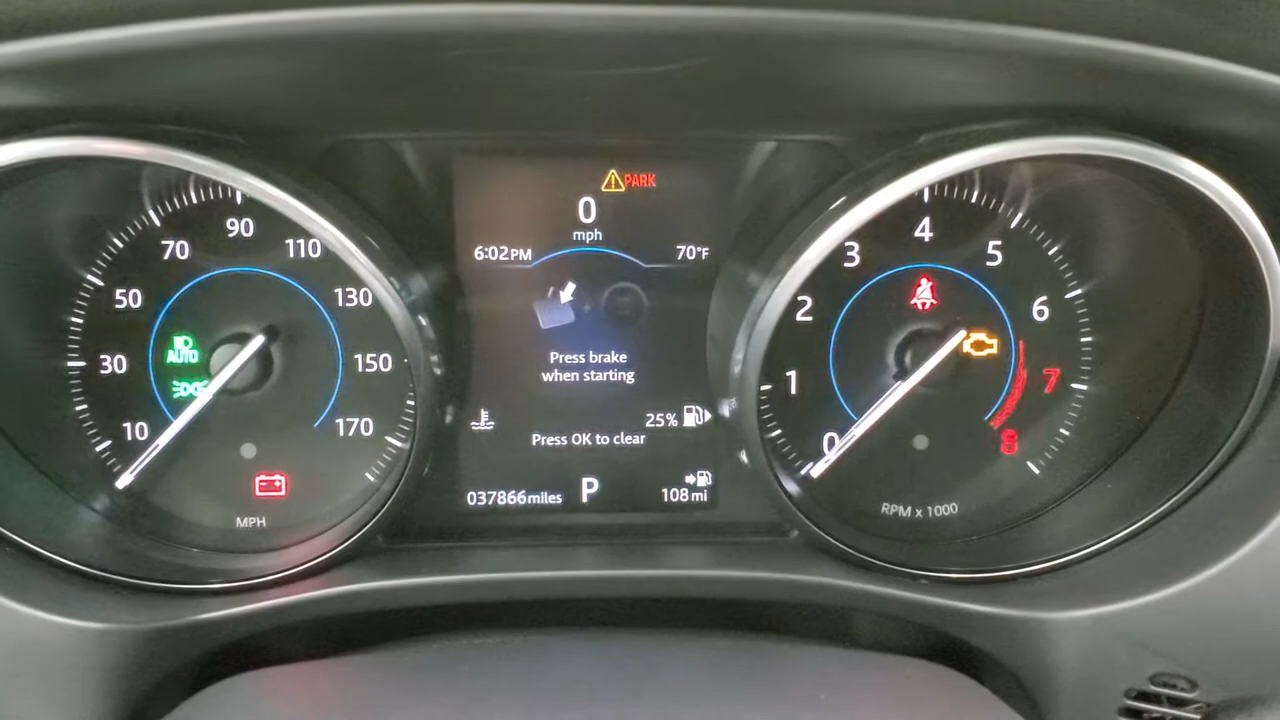 10
30
50
70
90
110
130
150
170
AUTO
MPH
PARK
0
mph
6:02PM 70°F
Press brake
when starting
25%
Press OK to clear
037866miles P 108mi
0
1
2
3
4
5
6
7
8
RPM x 1000